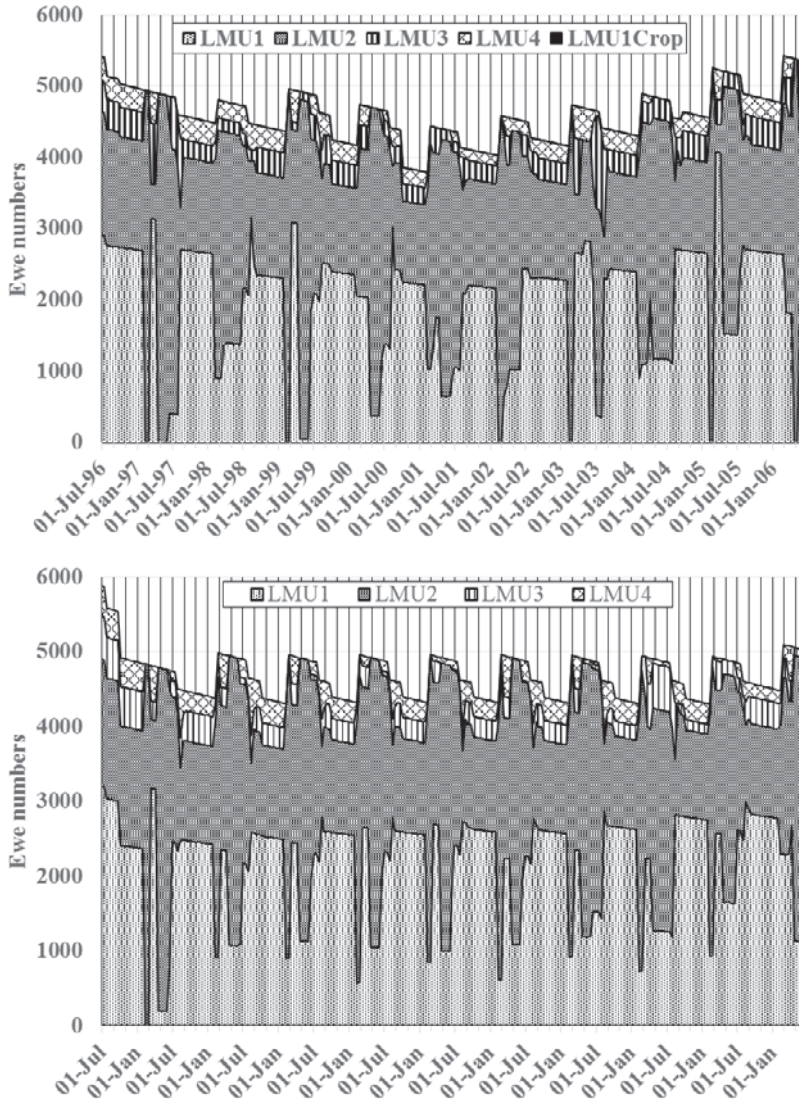 6000
LMU1 LMU2 LMU3 LMU4 LMU1Crop
5000
4000
3000
2000
1000
0
Ewe numbers
01-Jul-96
01-Jan-97
01-Jul-97
01-Jan-98
01-Jul-98
01-Jan-99
01-Jul-99
01-Jan-00
01-Jul-00
01-Jan-01
01-Jul-01
01-Jan-02
01-Jul-02
01-Jan-03
01-Jul-03
01-Jan-04
01-Jul-04
01-Jan-05
01-Jul-05
01-Jan-06
6000
LMU1 LMU2 LMU3 LMU4
5000
4000
3000
2000
1000
0
Ewe numbers
01-Jul
01-Jan
01-Jul
01-Jan
01-Jul
01-Jan
01-Jul
01-Jan
01-Jul
01-Jan
01-Jul
01-Jan
01-Jul
01-Jan
01-Jul
01-Jan
01-Jul
01-Jan
01-Jul
01-Jan